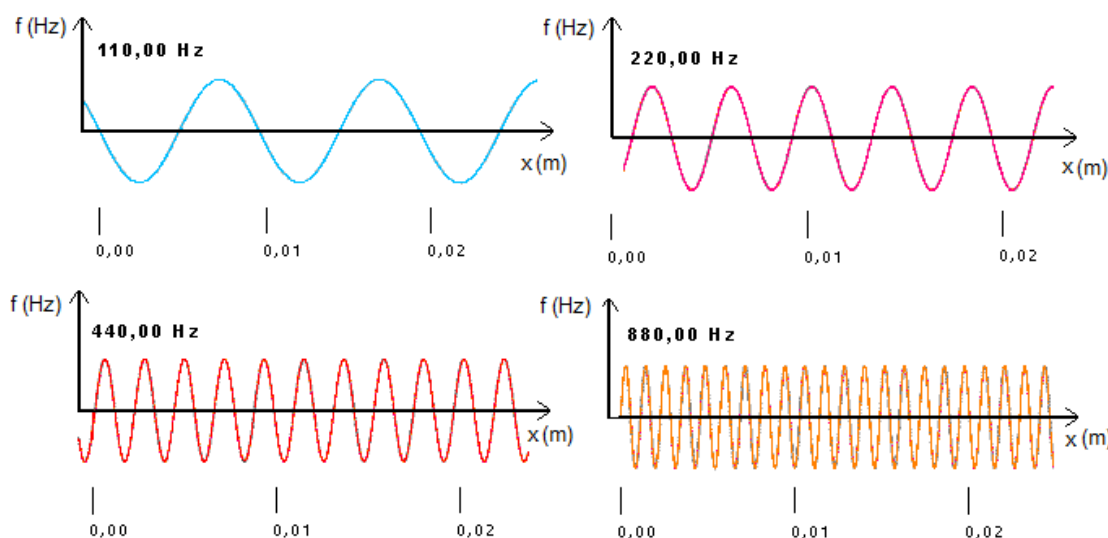 f (Hz)
110,00 Hz
x (m)
0,00
0,01
0,02
f (Hz)
220,00 Hz
x (m)
0,00
0,01
0,02
f (Hz)
440,00 Hz
x (m)
0,00
0,01
0,02
f (Hz)
880,00 Hz
x (m)
0,00
0,01
0,02